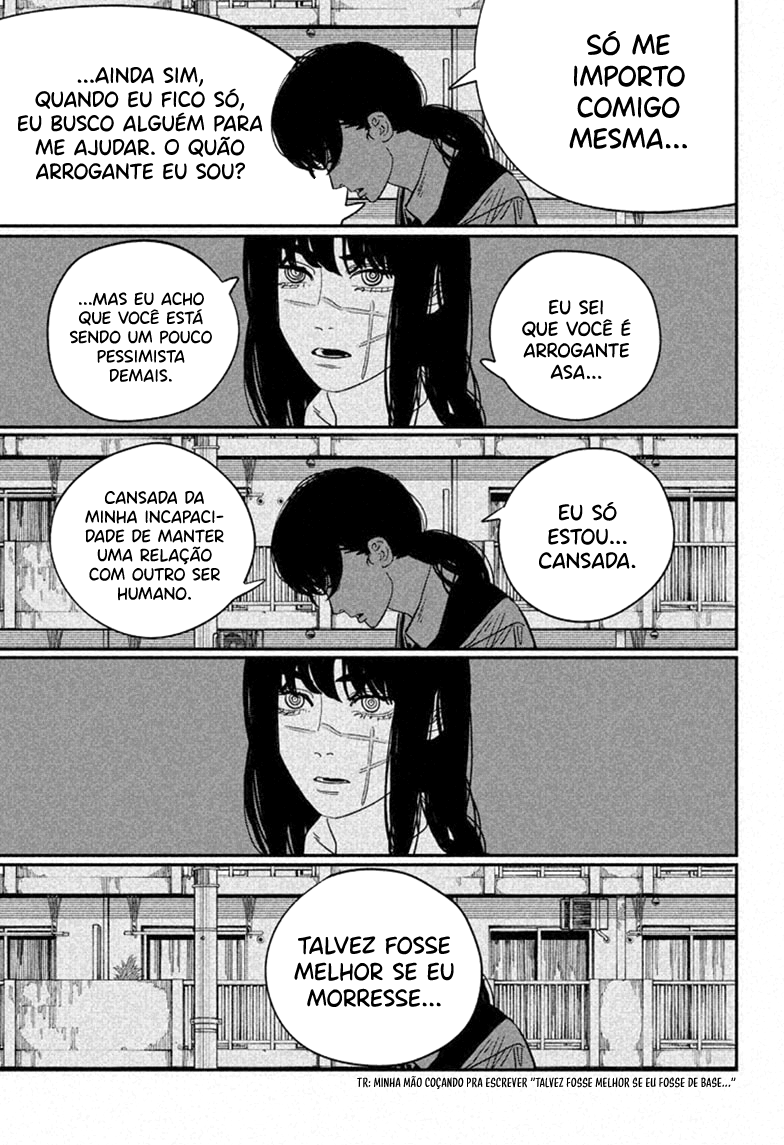 SÓ ME
IMPORTO
COMIGO
MESMA...
...AINDA SIM,
QUANDO EU FICO SÓ,
EU BUSCO ALGUÉM PARA
ME AJUDAR. O QUÃO
ARROGANTE EU SOU?
EU SEI
QUE VOCÊ É
ARROGANTE
ASA...
...MAS EU ACHO
QUE VOCÊ ESTÁ
SENDO UM POUCO
PESSIMISTA
DEMAIS.
EU SÓ
ESTOU...
CANSADA.
CANSADA DA
MINHA INCAPACI-
DADE DE MANTER
UMA RELAÇÃO
COM OUTRO SER
HUMANO.
TALVEZ FOSSE
MELHOR SE EU
MORRESSE...
TR: MINHA MÃO COÇANDO PRA ESCREVER "TALVEZ FOSSE MELHOR SE EU FOSSE DE BASE..."